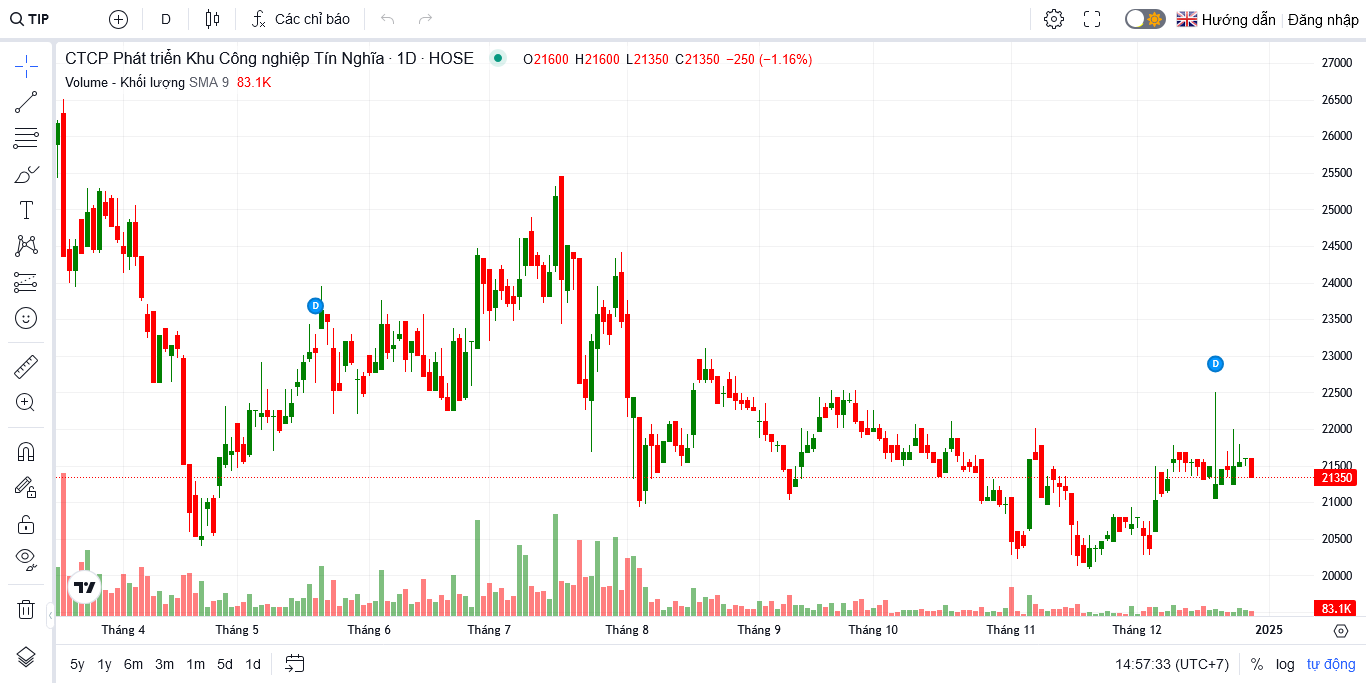 TIP D Các chỉ báo Hướng dẫn Đăng nhập
CTCP Phát triển Khu Công nghiệp Tín Nghĩa · 1D · HOSE O21600 H21600 L21350 C21350 −250 (−1.16%)
Volume - Khối lượng SMA 9 83.1K
27000
26500
26000
25500
25000
24500
24000
23500
23000
22500
22000
21500
21350
21000
20500
20000
83.1K
D
D
Tháng 4 Tháng 5 Tháng 6 Tháng 7 Tháng 8 Tháng 9 Tháng 10 Tháng 11 Tháng 12 2025
5y 1y 6m 3m 1m 5d 1d 14:57:33 (UTC+7) % log tự động